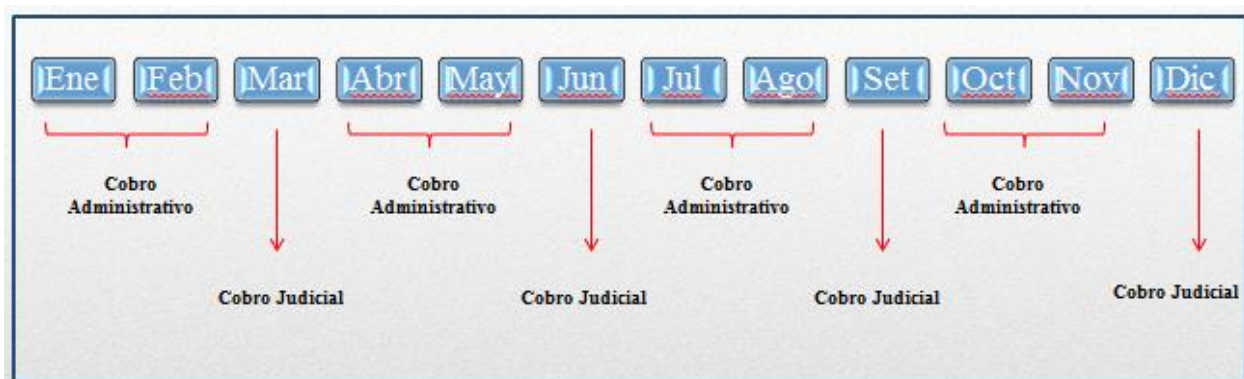 Ene Feb Mar Abr May Jun Jul Ago Set Oct Nov Dic
Cobro
Administrativo
Cobro
Administrativo
Cobro
Administrativo
Cobro
Administrativo
Cobro Judicial
Cobro Judicial
Cobro Judicial
Cobro Judicial